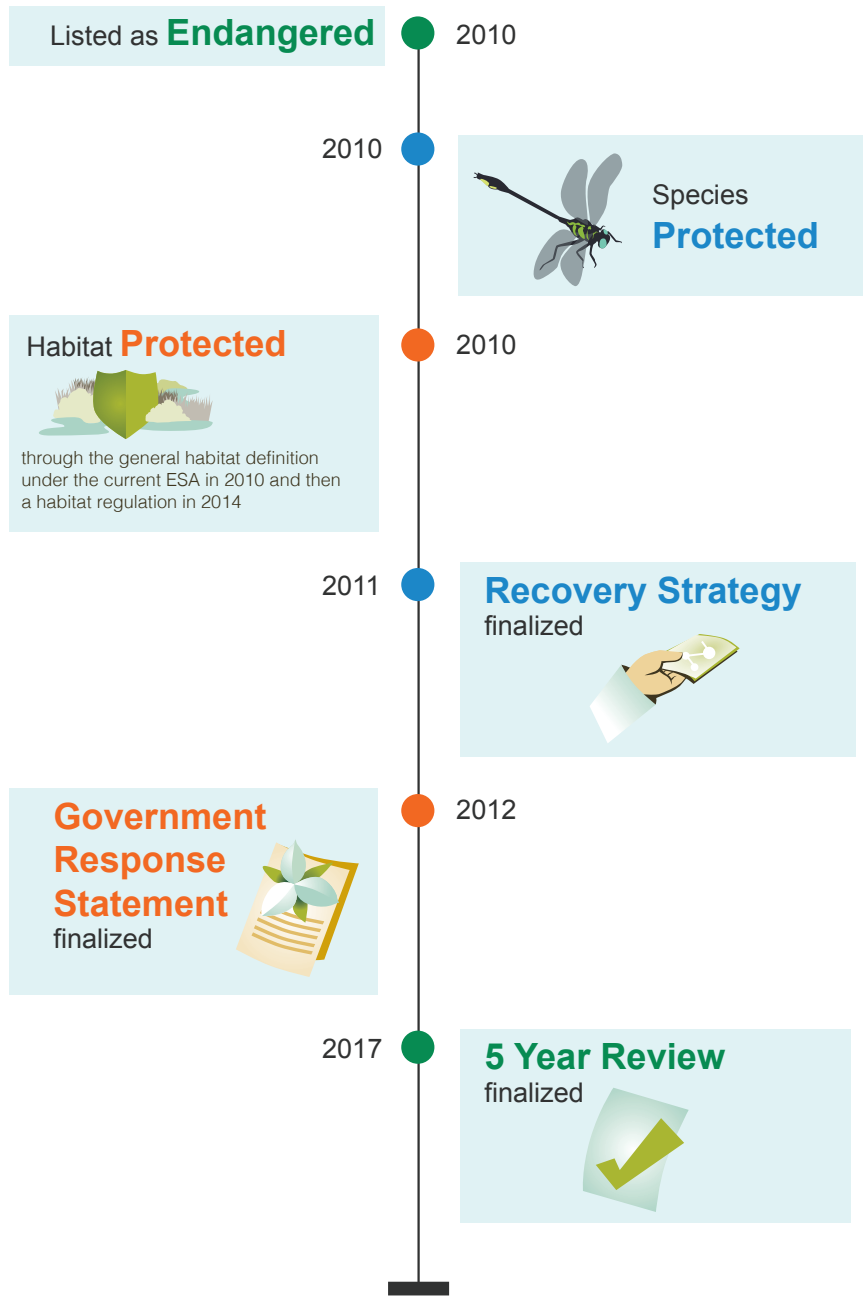 Listed as Endangered
2010
2010
Species
Protected
Habitat Protected
2010
through the general habitat definition
under the current ESA in 2010 and then
a habitat regulation in 2014
2011
Recovery Strategy
finalized
Government
Response
Statement
finalized
2012
2017
5 Year Review
finalized